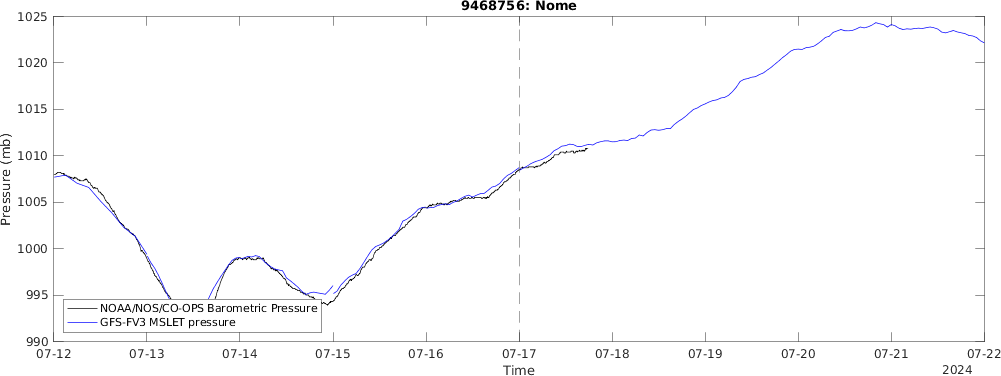 9468756: Nome
1025
1020
1015
1010
1005
1000
995
990
Pressure (mb)
NOAA/NOS/CO-OPS Barometric Pressure
GFS-FV3 MSLET pressure
07-12 07-13 07-14 07-15 07-16 07-17 07-18 07-19 07-20 07-21 07-22
Time
2024